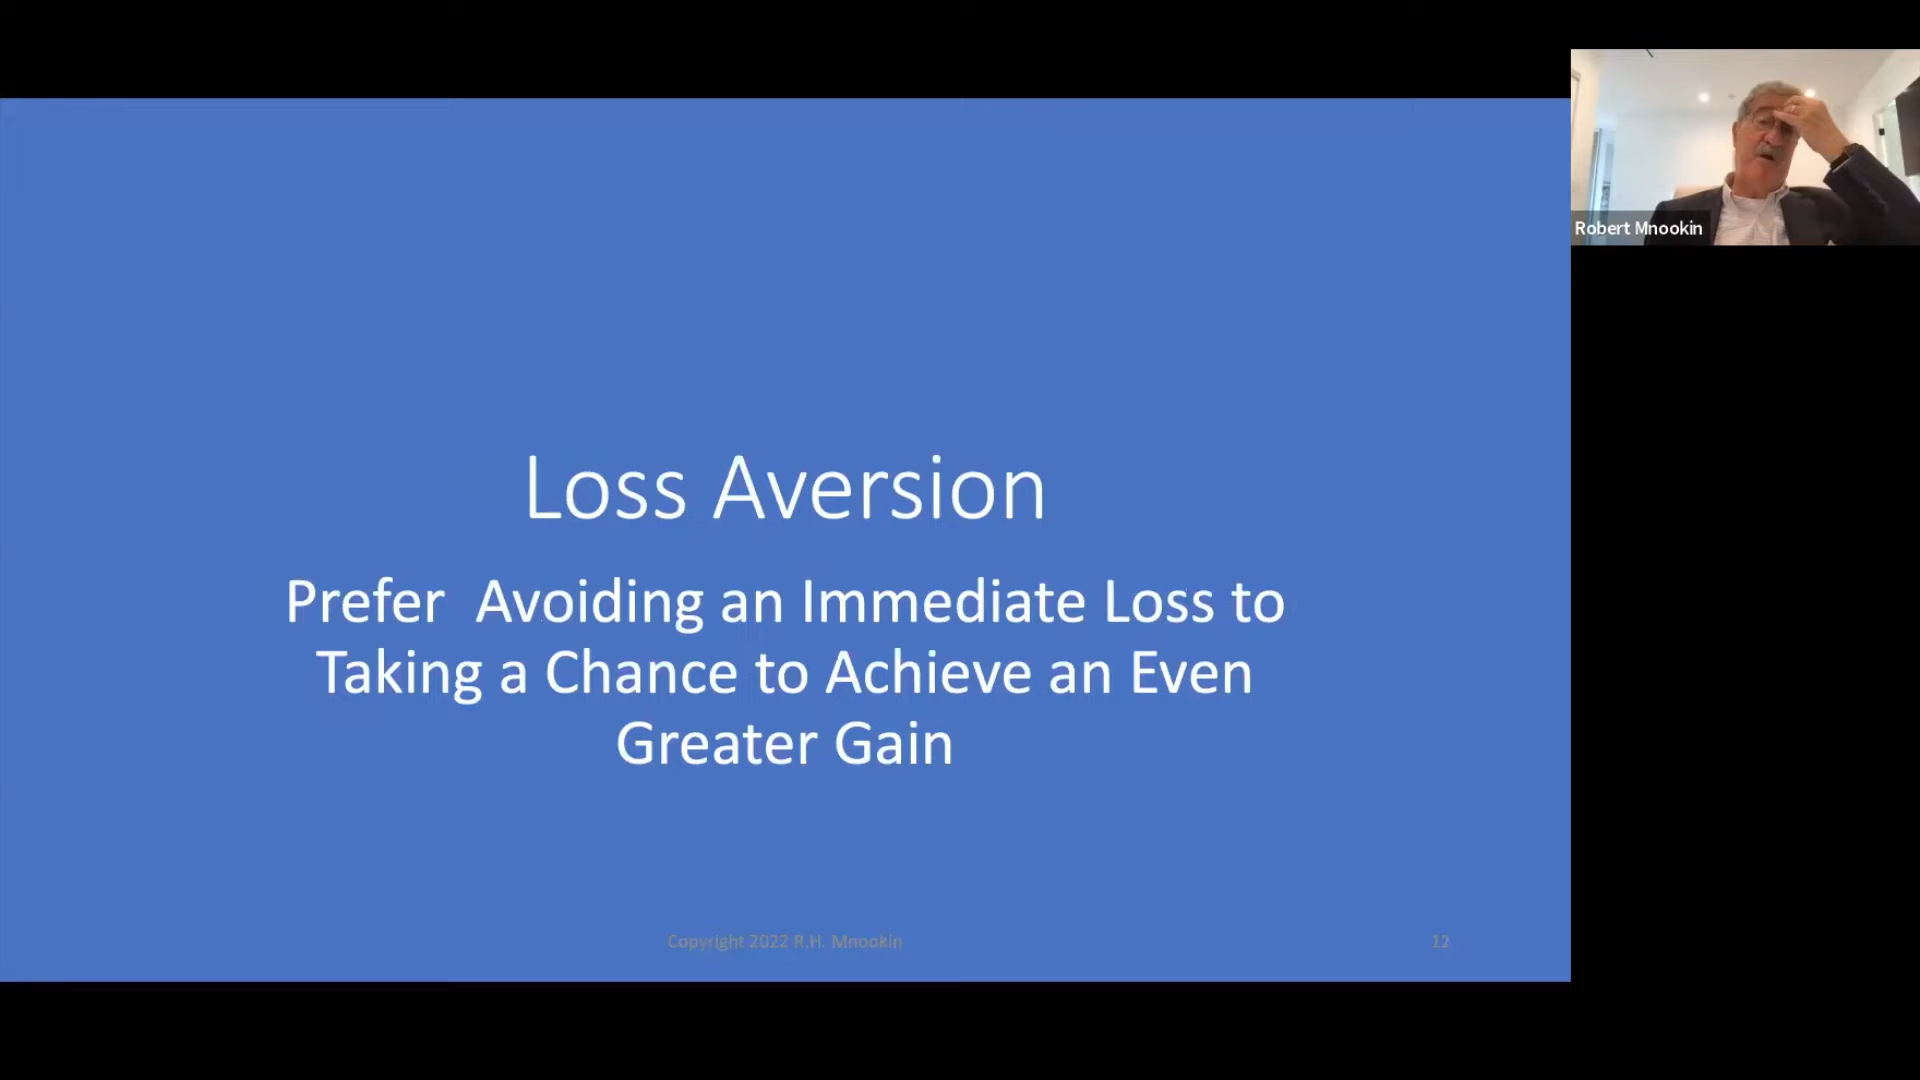 Loss Aversion
Prefer  Avoiding an Immediate Loss to
Taking a Chance to Achieve an Even
Greater Gain
Copyright 2022 R.H. Mnookin
12
Robert Mnookin